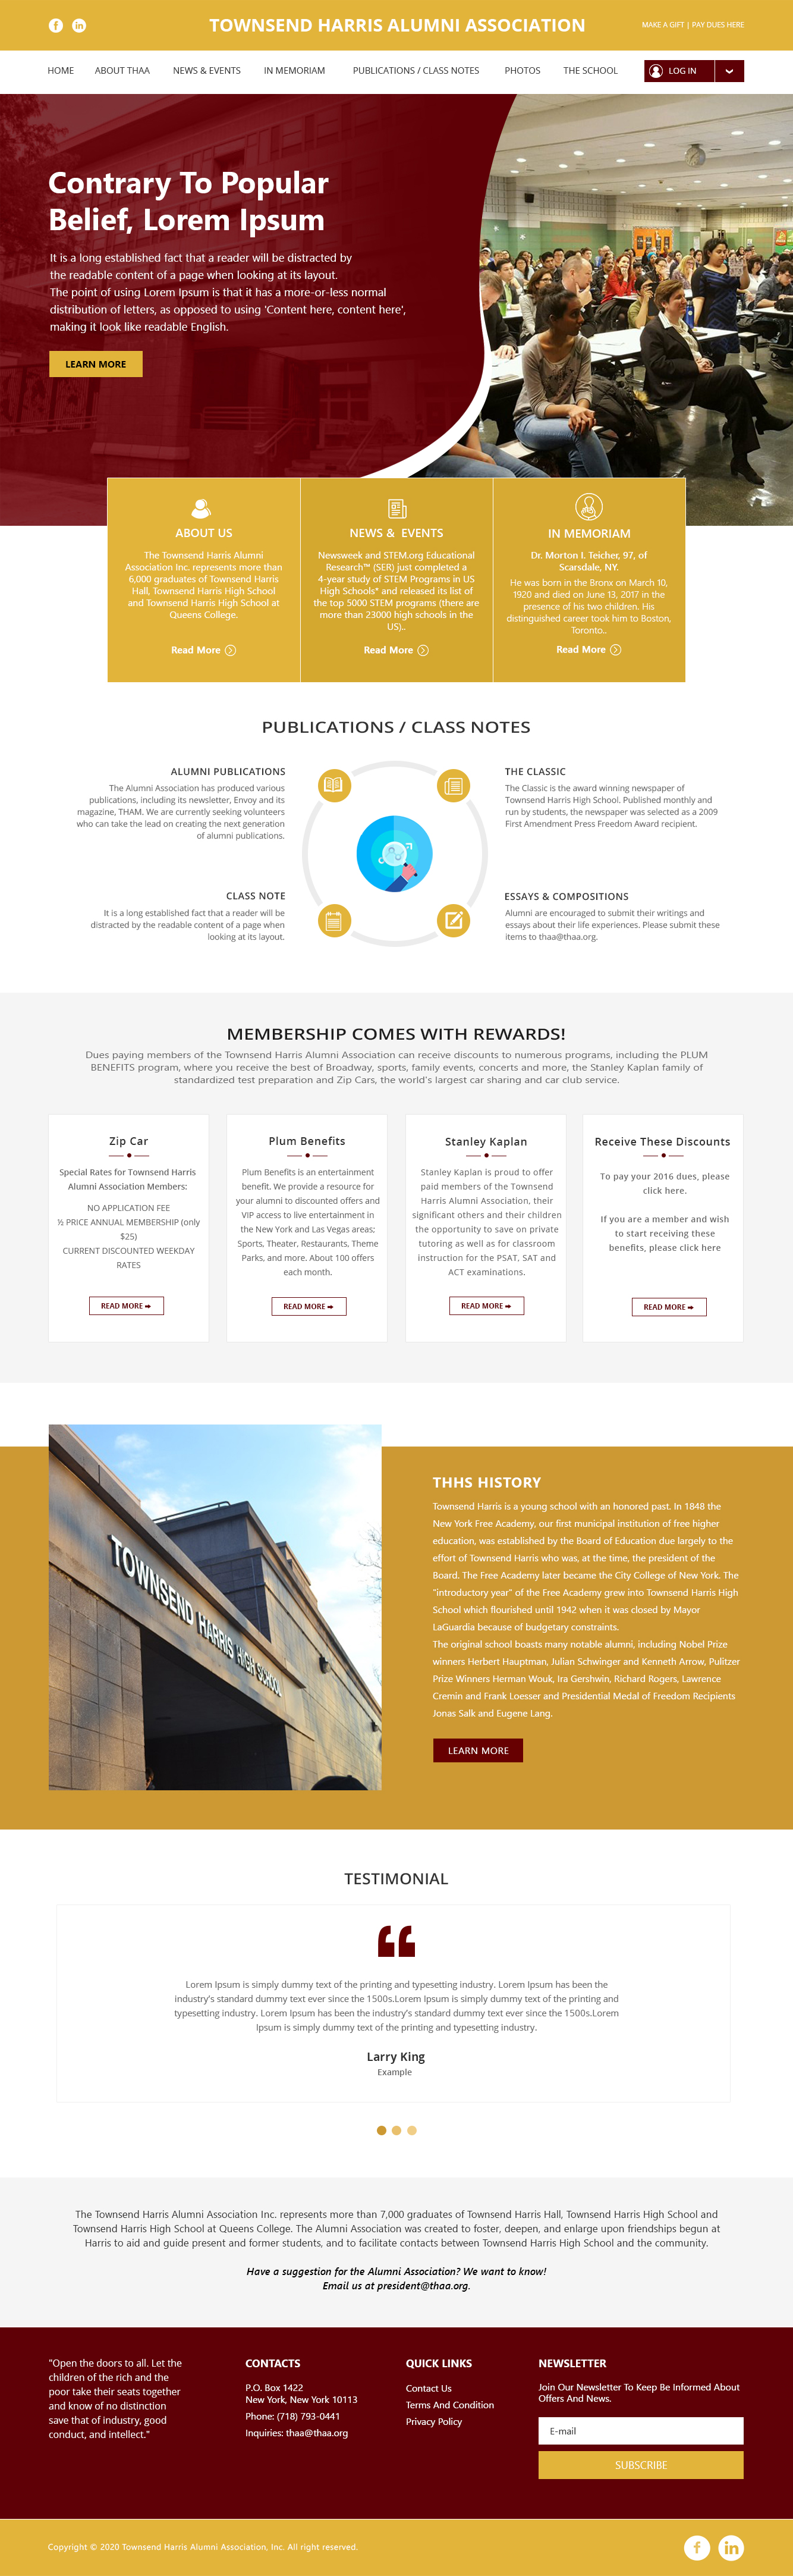 TOWNSEND HARRIS ALUMNI ASSOCIATION
MAKE A GIFT | PAY DUES HERE
HOME
ABOUT THAA
NEWS & EVENTS
IN MEMORIAM
PUBLICATIONS / CLASS NOTES
PHOTOS
THE SCHOOL
LOG IN
Contrary To Popular
Belief, Lorem Ipsum
It is a long established fact that a reader will be distracted by
the readable content of a page when looking at its layout.
The point of using Lorem Ipsum is that it has a more-or-less normal
distribution of letters, as opposed to using 'Content here, content here',
making it look like readable English.
LEARN MORE
ABOUT US
The Townsend Harris Alumni
Association Inc. represents more than
6,000 graduates of Townsend Harris
Hall, Townsend Harris High School
and Townsend Harris High School at
Queens College.
Read More
NEWS & EVENTS
Newsweek and STEM.org Educational
Research™ (SER) just completed a
4-year study of STEM Programs in US
High Schools* and released its list of
the top 5000 STEM programs (there are
more than 23000 high schools in the
US)..
Read More
IN MEMORIAM
Dr. Morton I. Teicher, 97, of
Scarsdale, NY.
He was born in the Bronx on March 10,
1920 and died on June 13, 2017 in the
presence of his two children. His
distinguished career took him to Boston,
Toronto..
Read More
PUBLICATIONS / CLASS NOTES
ALUMNI PUBLICATIONS
The Alumni Association has produced various
publications, including its newsletter, Envoy and its
magazine, THAM. We are currently seeking volunteers
who can take the lead on creating the next generation
of alumni publications.
THE CLASSIC
The Classic is the award winning newspaper of
Townsend Harris High School. Published monthly and
run by students, the newspaper was selected as a 2009
First Amendment Press Freedom Award recipient.
CLASS NOTE
It is a long established fact that a reader will be
distracted by the readable content of a page when
looking at its layout.
ESSAYS & COMPOSITIONS
Alumni are encouraged to submit their writings and
essays about their life experiences. Please submit these
items to thaa@thaa.org.
MEMBERSHIP COMES WITH REWARDS!
Dues paying members of the Townsend Harris Alumni Association can receive discounts to numerous programs, including the PLUM
BENEFITS program, where you receive the best of Broadway, sports, family events, concerts and more, the Stanley Kaplan family of
standardized test preparation and Zip Cars, the world's largest car sharing and car club service.
Zip Car
Special Rates for Townsend Harris
Alumni Association Members:
NO APPLICATION FEE
½ PRICE ANNUAL MEMBERSHIP (only
$25)
CURRENT DISCOUNTED WEEKDAY
RATES
READ MORE
Plum Benefits
Plum Benefits is an entertainment
benefit. We provide a resource for
your alumni to discounted offers and
VIP access to live entertainment in
the New York and Las Vegas areas;
Sports, Theater, Restaurants, Theme
Parks, and more. About 100 offers
each month.
READ MORE
Stanley Kaplan
Stanley Kaplan is proud to offer
paid members of the Townsend
Harris Alumni Association, their
significant others and their children
the opportunity to save on private
tutoring as well as for classroom
instruction for the PSAT, SAT and
ACT examinations.
READ MORE
Receive These Discounts
To pay your 2016 dues, please
click here.
If you are a member and wish
to start receiving these
benefits, please click here
READ MORE
TOWNSEND HARRIS HIGH SCHOOL
THHS HISTORY
Townsend Harris is a young school with an honored past. In 1848 the
New York Free Academy, our first municipal institution of free higher
education, was established by the Board of Education due largely to the
effort of Townsend Harris who was, at the time, the president of the
Board. The Free Academy later became the City College of New York. The
"introductory year" of the Free Academy grew into Townsend Harris High
School which flourished until 1942 when it was closed by Mayor
LaGuardia because of budgetary constraints.
The original school boasts many notable alumni, including Nobel Prize
winners Herbert Hauptman, Julian Schwinger and Kenneth Arrow, Pulitzer
Prize Winners Herman Wouk, Ira Gershwin, Richard Rogers, Lawrence
Cremin and Frank Loesser and Presidential Medal of Freedom Recipients
Jonas Salk and Eugene Lang.
LEARN MORE
TESTIMONIAL
Lorem Ipsum is simply dummy text of the printing and typesetting industry. Lorem Ipsum has been the
industry's standard dummy text ever since the 1500s.Lorem Ipsum is simply dummy text of the printing and
typesetting industry. Lorem Ipsum has been the industry's standard dummy text ever since the 1500s.Lorem
Ipsum is simply dummy text of the printing and typesetting industry.
Larry King
Example
The Townsend Harris Alumni Association Inc. represents more than 7,000 graduates of Townsend Harris Hall, Townsend Harris High School and
Townsend Harris High School at Queens College. The Alumni Association was created to foster, deepen, and enlarge upon friendships begun at
Harris to aid and guide present and former students, and to facilitate contacts between Townsend Harris High School and the community.
Have a suggestion for the Alumni Association? We want to know!
Email us at president@thaa.org.
"Open the doors to all. Let the
children of the rich and the
poor take their seats together
and know of no distinction
save that of industry, good
conduct, and intellect."
CONTACTS
P.O. Box 1422
New York, New York 10113
Phone: (718) 793-0441
Inquiries: thaa@thaa.org
QUICK LINKS
Contact Us
Terms And Condition
Privacy Policy
NEWSLETTER
Join Our Newsletter To Keep Be Informed About
Offers And News.
E-mail
SUBSCRIBE
Copyright © 2020 Townsend Harris Alumni Association, Inc. All right reserved.